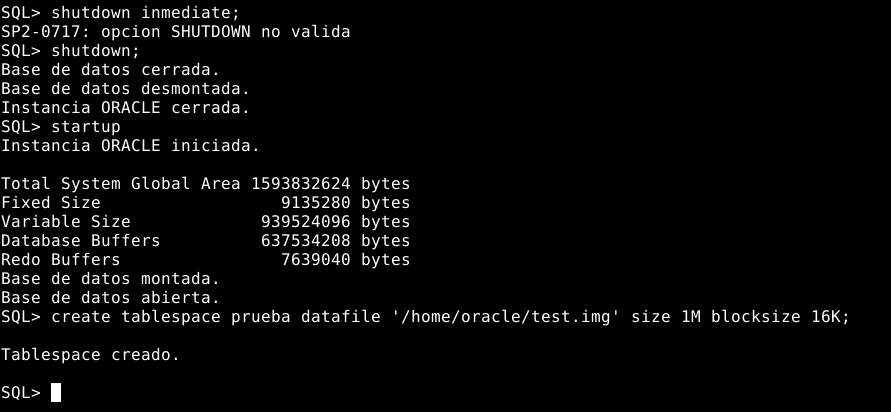 SQL> shutdown inmediate;
SP2-0717: opcion SHUTDOWN no valida
SQL> shutdown;
Base de datos cerrada.
Base de datos desmontada.
Instancia ORACLE cerrada.
SQL> startup
Instancia ORACLE iniciada.

Total System Global Area 1593832624 bytes
Fixed Size                  9135280 bytes
Variable Size             939524096 bytes
Database Buffers          637534208 bytes
Redo Buffers                7639040 bytes
Base de datos montada.
Base de datos abierta.
SQL> create tablespace prueba datafile '/home/oracle/test.img' size 1M blocksize 16K;

Tablespace creado.

SQL>